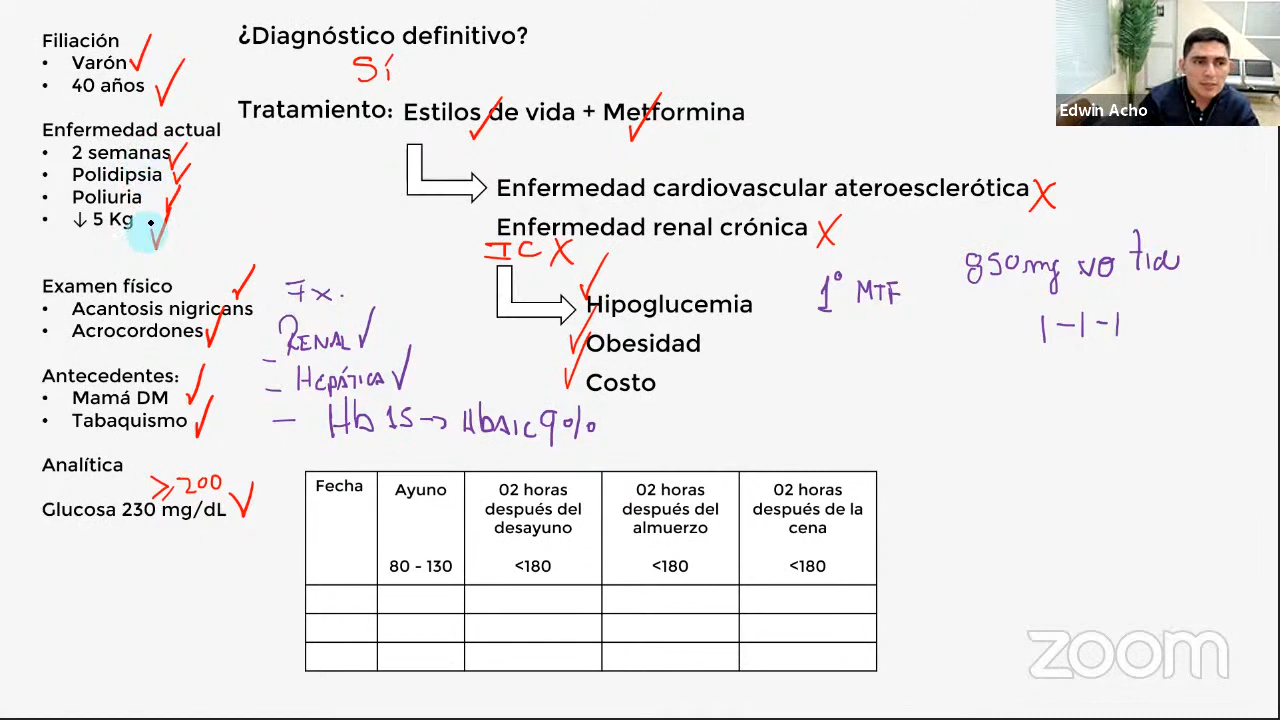 Filiación
• Varón
• 40 años
Enfermedad actual
• 2 semanas
• Polidipsia
• Poliuria
• ↓ 5 Kg
Examen físico
• Acantosis nigricans
• Acrocordones
Antecedentes:
• Mamá DM
• Tabaquismo
Analítica
≥200
Glucosa 230 mg/dL
¿Diagnóstico definitivo?
Sí
Tratamiento: Estilos de vida + Metformina
Enfermedad cardiovascular ateroesclerótica X
Enfermedad renal crónica X
IC X
Hipoglucemia
Obesidad
Costo
Fx.
- RENAL
- HEPÁTICA
- Hb 15 → HbA1c 9%
1° MTF
850mg VO tid
1-1-1
Fecha
Ayuno
80 - 130
02 horas
después del
desayuno
<180
02 horas
después del
almuerzo
<180
02 horas
después de la
cena
<180
Edwin Acho
zoom